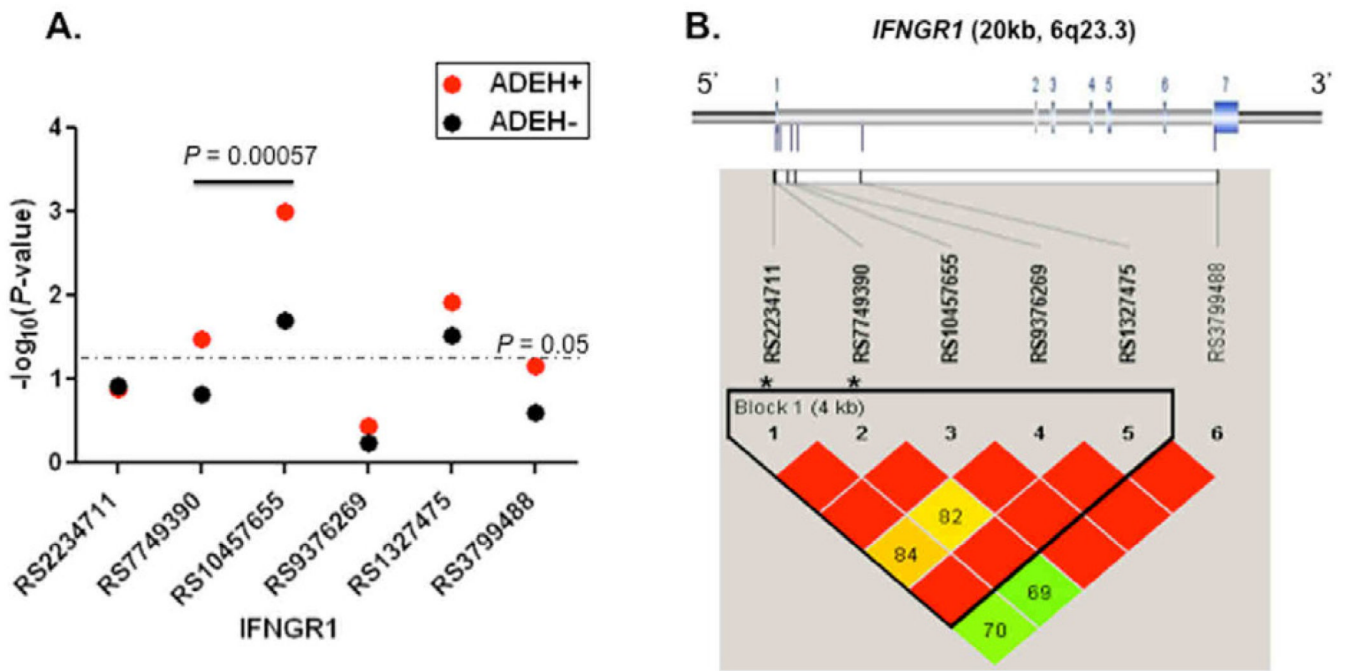 A.
ADEH+
ADEH-
4
3
2
1
0
-log10(P-value)
P = 0.00057
P = 0.05
RS2234711
RS7749390
RS10457655
RS9376269
RS1327475
RS3799488
IFNGR1
B.
IFNGR1 (20kb, 6q23.3)
5' 3'
1 2 3 4 5 6 7
RS2234711
RS7749390
RS10457655
RS9376269
RS1327475
RS3799488
* *
Block 1 (4 kb)
1 2 3 4 5 6
82
84
69
70